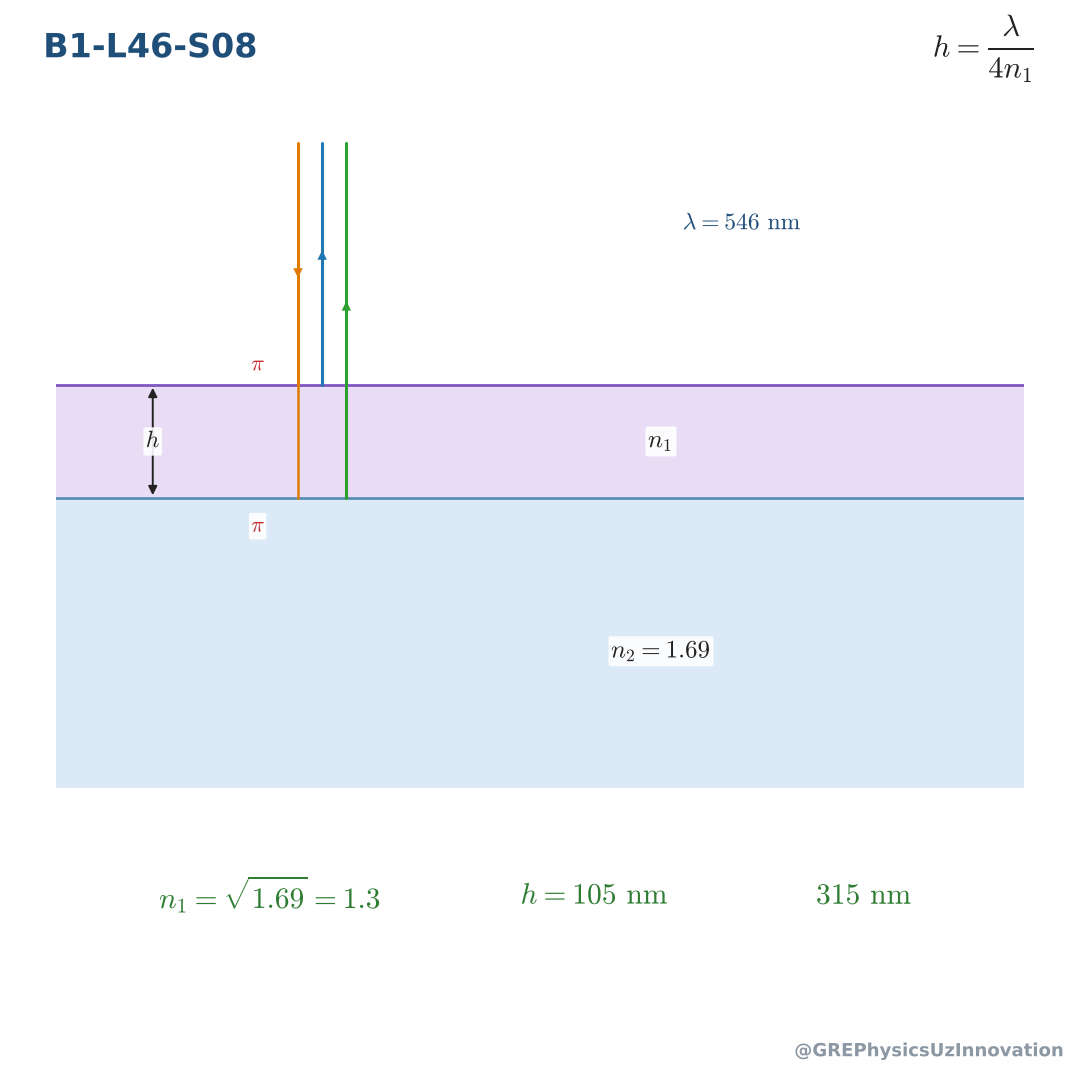 B1-L46-S08
h = λ/4n₁
λ = 546 nm
π
h
n₁
π
n₂ = 1.69
n₁ = √1.69 = 1.3
h = 105 nm
315 nm
@GREPhysicsUzInnovation